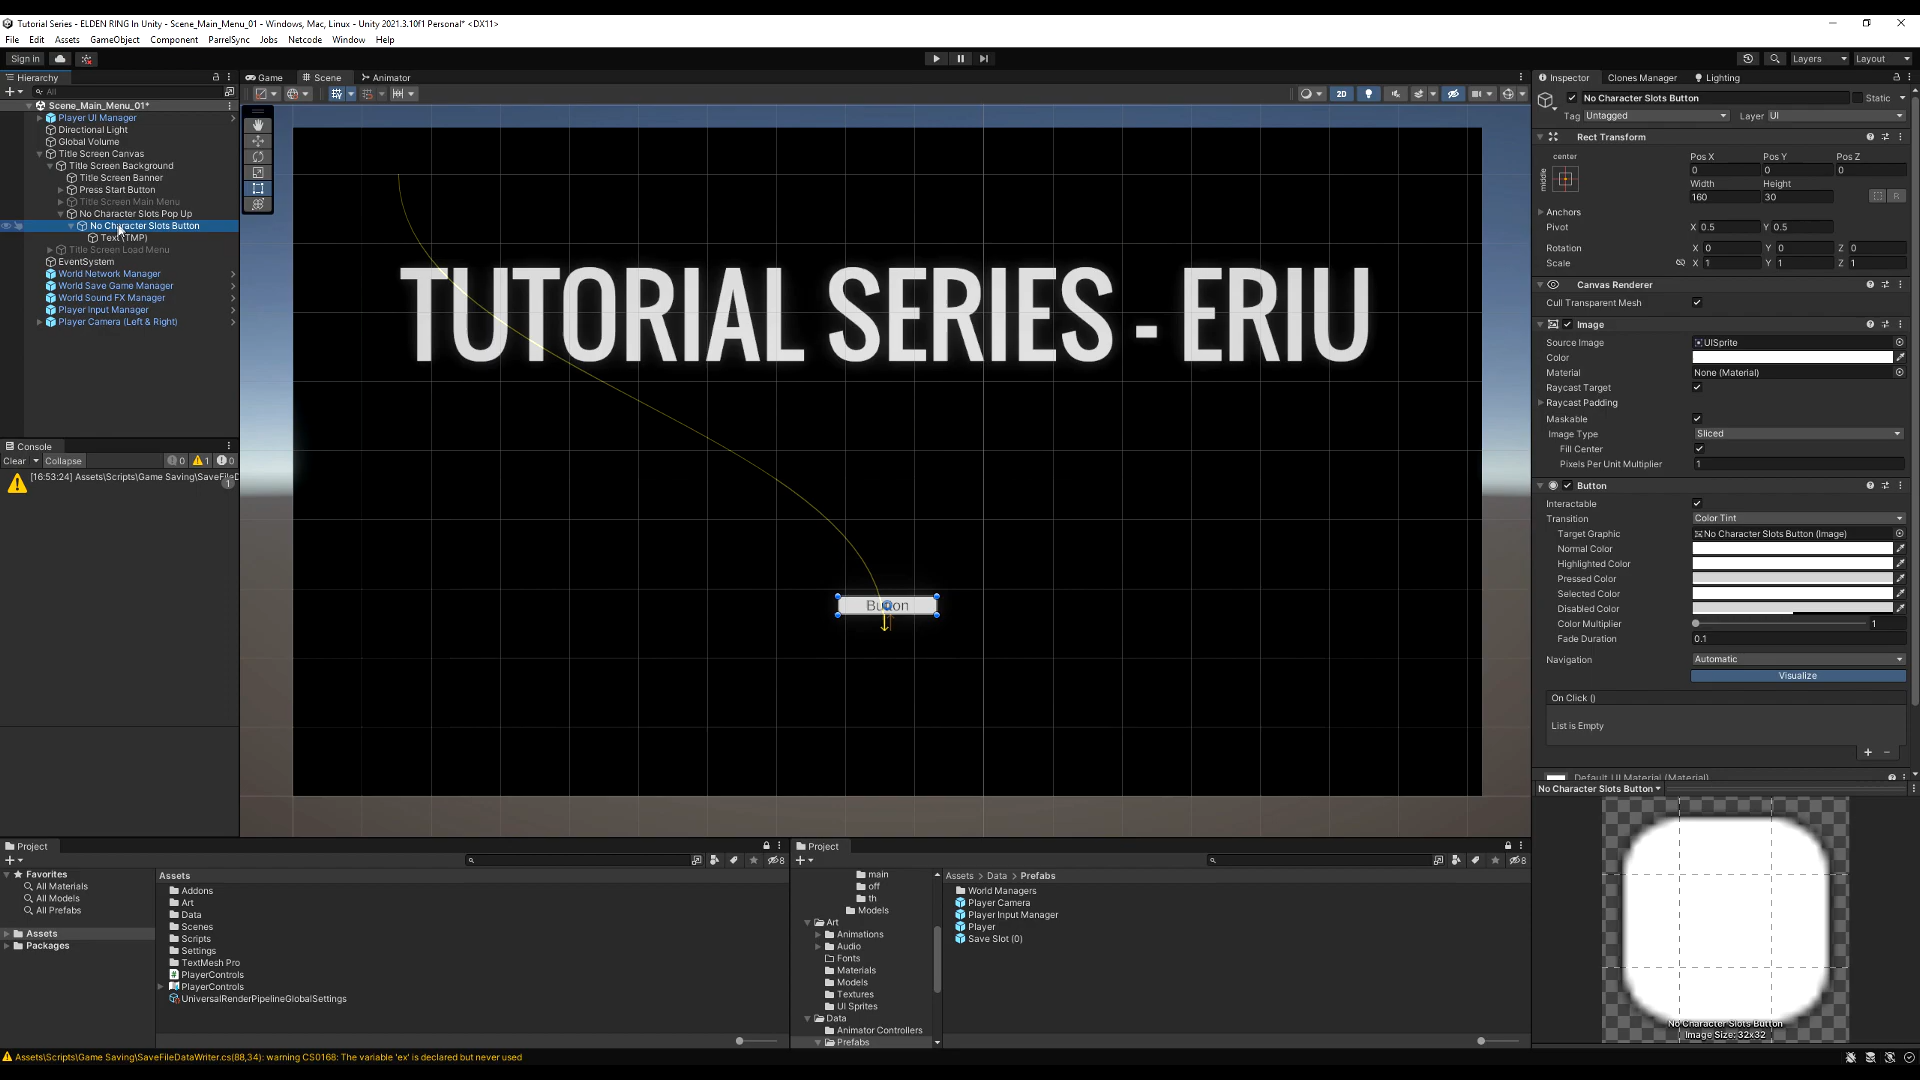 Tutorial Series - ELDEN RING In Unity - Scene_Main_Menu_01 - Windows, Mac, Linux - Unity 2021.3.10f1 Personal* <DX11>
File Edit Assets GameObject Component ParrelSync Jobs Netcode Window Help
Sign in
Layers Layout
Hierarchy
All
Scene_Main_Menu_01*
Player UI Manager
Directional Light
Global Volume
Title Screen Canvas
Title Screen Background
Title Screen Banner
Press Start Button
Title Screen Main Menu
No Character Slots Pop Up
No Character Slots Button
Text (TMP)
Title Screen Load Menu
EventSystem
World Network Manager
World Save Game Manager
World Sound FX Manager
Player Input Manager
Player Camera (Left & Right)
Console
Clear Collapse 0 1 0
[16:53:24] Assets\Scripts\Game Saving\SaveFileD
1
Game Scene Animator
2D
TUTORIAL SERIES - ERIU
Button
Inspector Clones Manager Lighting
No Character Slots Button Static
Tag Untagged Layer UI
Rect Transform
center
middle
Pos X Pos Y Pos Z
0 0 0
Width Height
160 30
R
Anchors
Pivot X 0.5 Y 0.5
Rotation X 0 Y 0 Z 0
Scale X 1 Y 1 Z 1
Canvas Renderer
Cull Transparent Mesh
Image
Source Image UISprite
Color
Material None (Material)
Raycast Target
Raycast Padding
Maskable
Image Type Sliced
Fill Center
Pixels Per Unit Multiplier 1
Button
Interactable
Transition Color Tint
Target Graphic No Character Slots Button (Image)
Normal Color
Highlighted Color
Pressed Color
Selected Color
Disabled Color
Color Multiplier 1
Fade Duration 0.1
Navigation Automatic
Visualize
On Click ()
List is Empty
Default UI Material (Material)
No Character Slots Button
No Character Slots Button
Image Size: 32x32
Project
8
Favorites
All Materials
All Models
All Prefabs
Assets
Packages
Assets
Addons
Art
Data
Scenes
Scripts
Settings
TextMesh Pro
PlayerControls
PlayerControls
UniversalRenderPipelineGlobalSettings
Project
8
main
off
th
Models
Art
Animations
Audio
Fonts
Materials
Models
Textures
UI Sprites
Data
Animator Controllers
Prefabs
Assets > Data > Prefabs
World Managers
Player Camera
Player Input Manager
Player
Save Slot (0)
Assets\Scripts\Game Saving\SaveFileDataWriter.cs(88,34): warning CS0168: The variable 'ex' is declared but never used